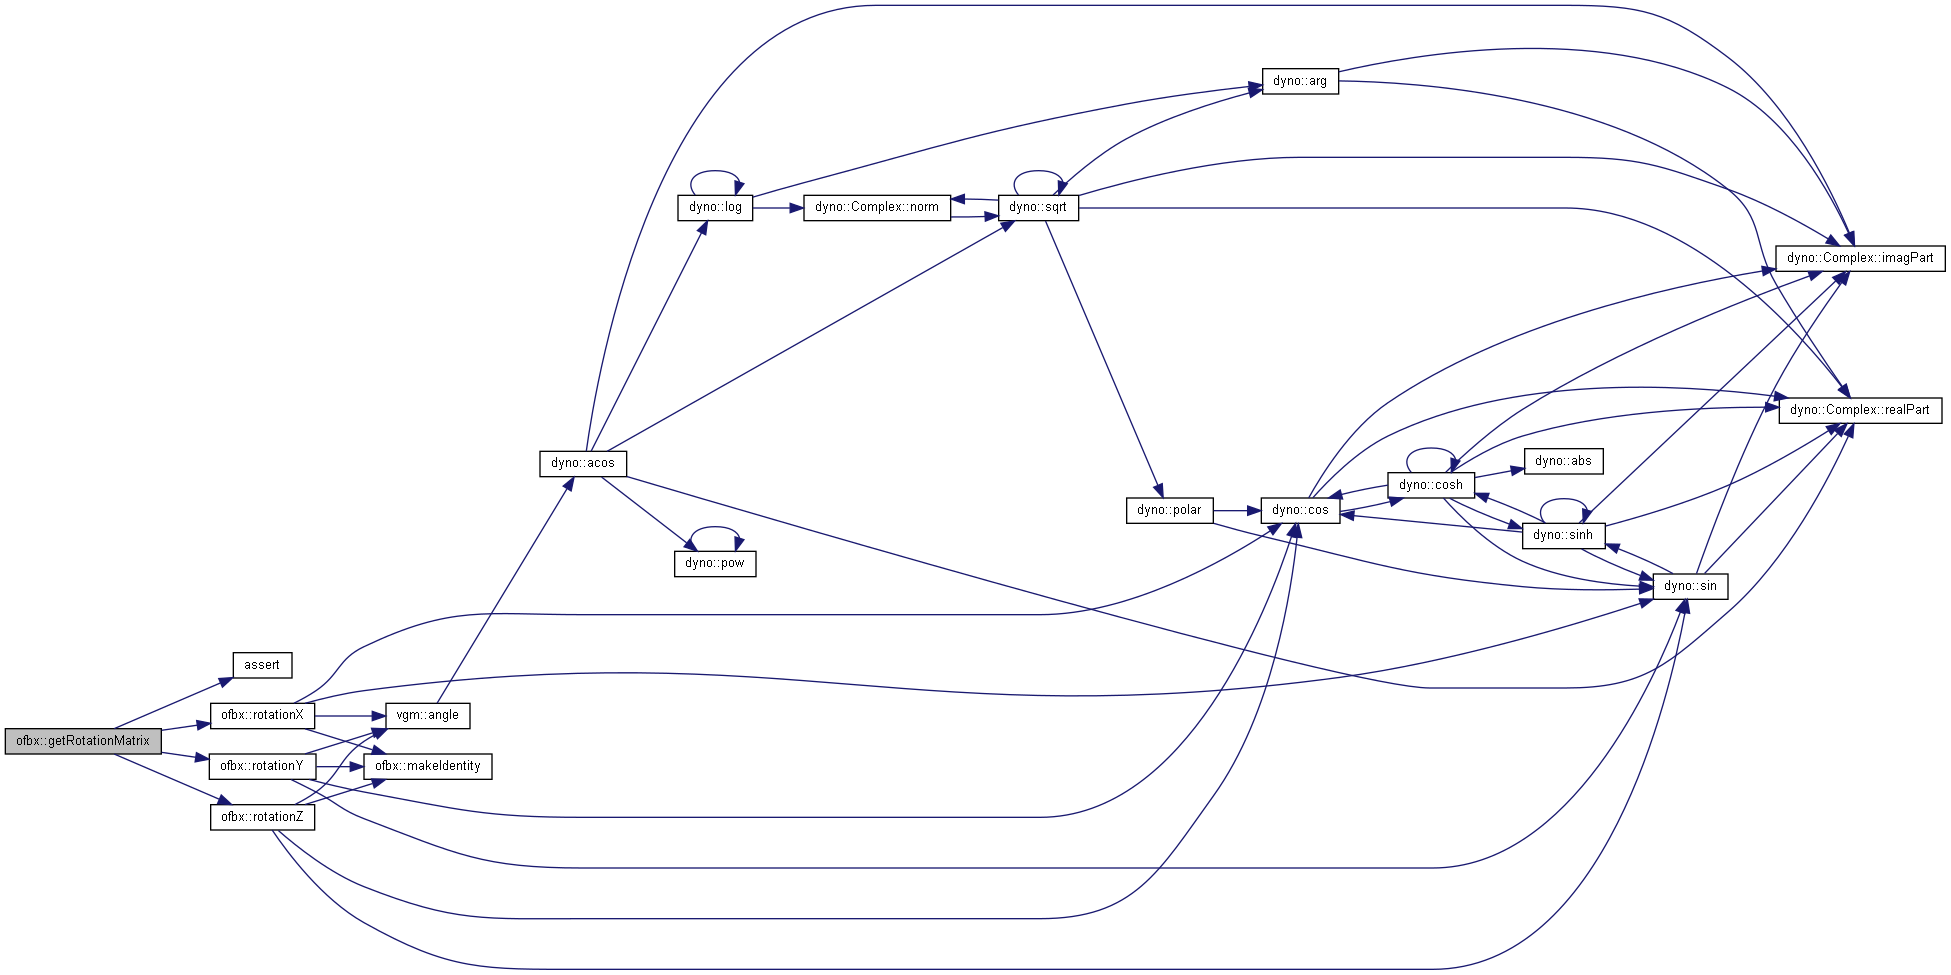 dyno::arg
dyno::log
dyno::Complex::norm
dyno::sqrt
dyno::Complex::imagPart
dyno::Complex::realPart
dyno::acos
dyno::abs
dyno::cosh
dyno::polar
dyno::cos
dyno::sinh
dyno::pow
dyno::sin
assert
ofbx::rotationX
vgm::angle
ofbx::getRotationMatrix
ofbx::rotationY
ofbx::makeIdentity
ofbx::rotationZ